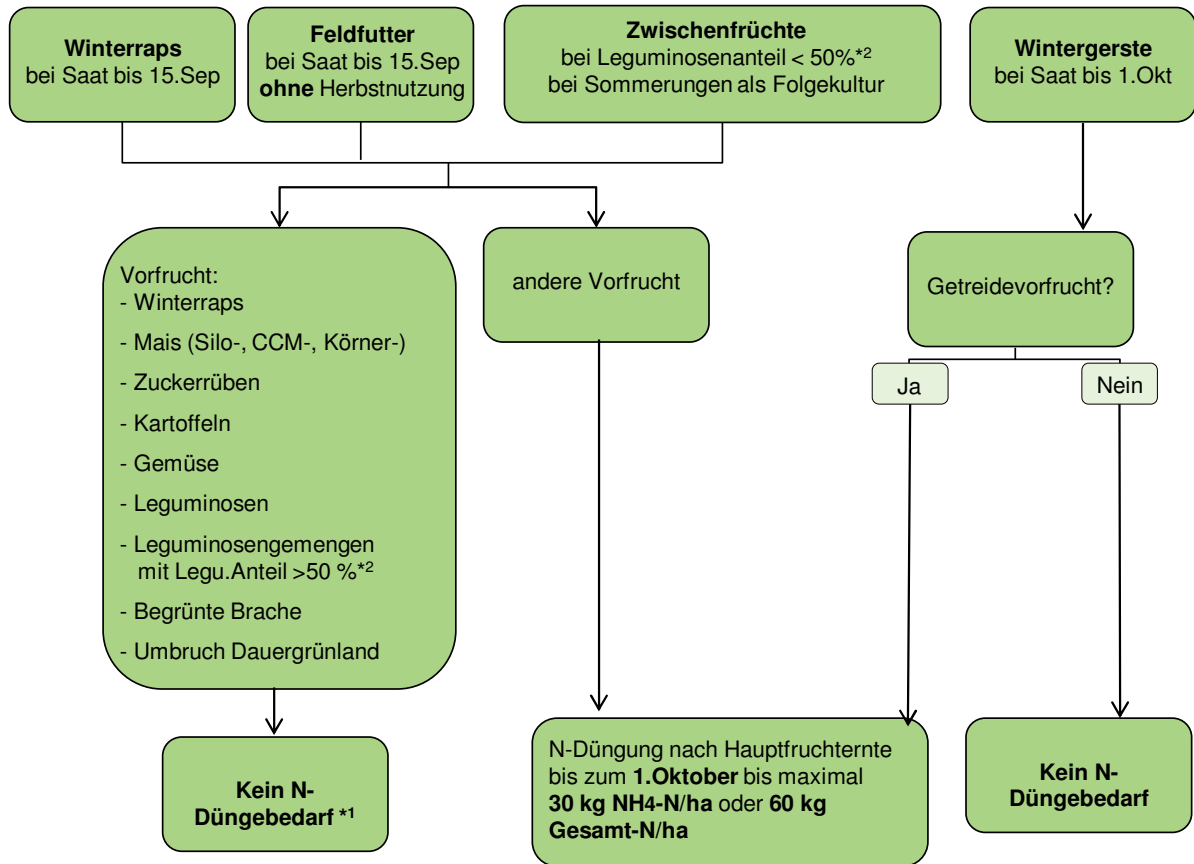 Winterraps
bei Saat bis 15.Sep
Feldfutter
bei Saat bis 15.Sep
ohne Herbstnutzung
Zwischenfrüchte
bei Leguminosenanteil < 50%*2
bei Sommerungen als Folgekultur
Wintergerste
bei Saat bis 1.Okt
Vorfrucht:
- Winterraps
- Mais (Silo-, CCM-, Körner-)
- Zuckerrüben
- Kartoffeln
- Gemüse
- Leguminosen
- Leguminosengemengen
mit Legu.Anteil >50 %*2
- Begrünte Brache
- Umbruch Dauergrünland
andere Vorfrucht
Getreidevorfrucht?
Ja
Nein
Kein N-
Düngebedarf *1
N-Düngung nach Hauptfruchternte
bis zum 1.Oktober bis maximal
30 kg NH4-N/ha oder 60 kg
Gesamt-N/ha
Kein N-
Düngebedarf